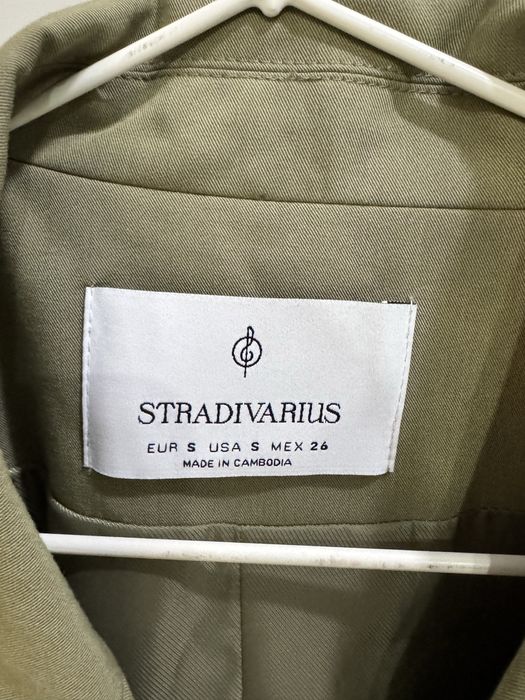 STRADIVARIUS
EUR S USA S MEX 26
MADE IN CAMBODIA